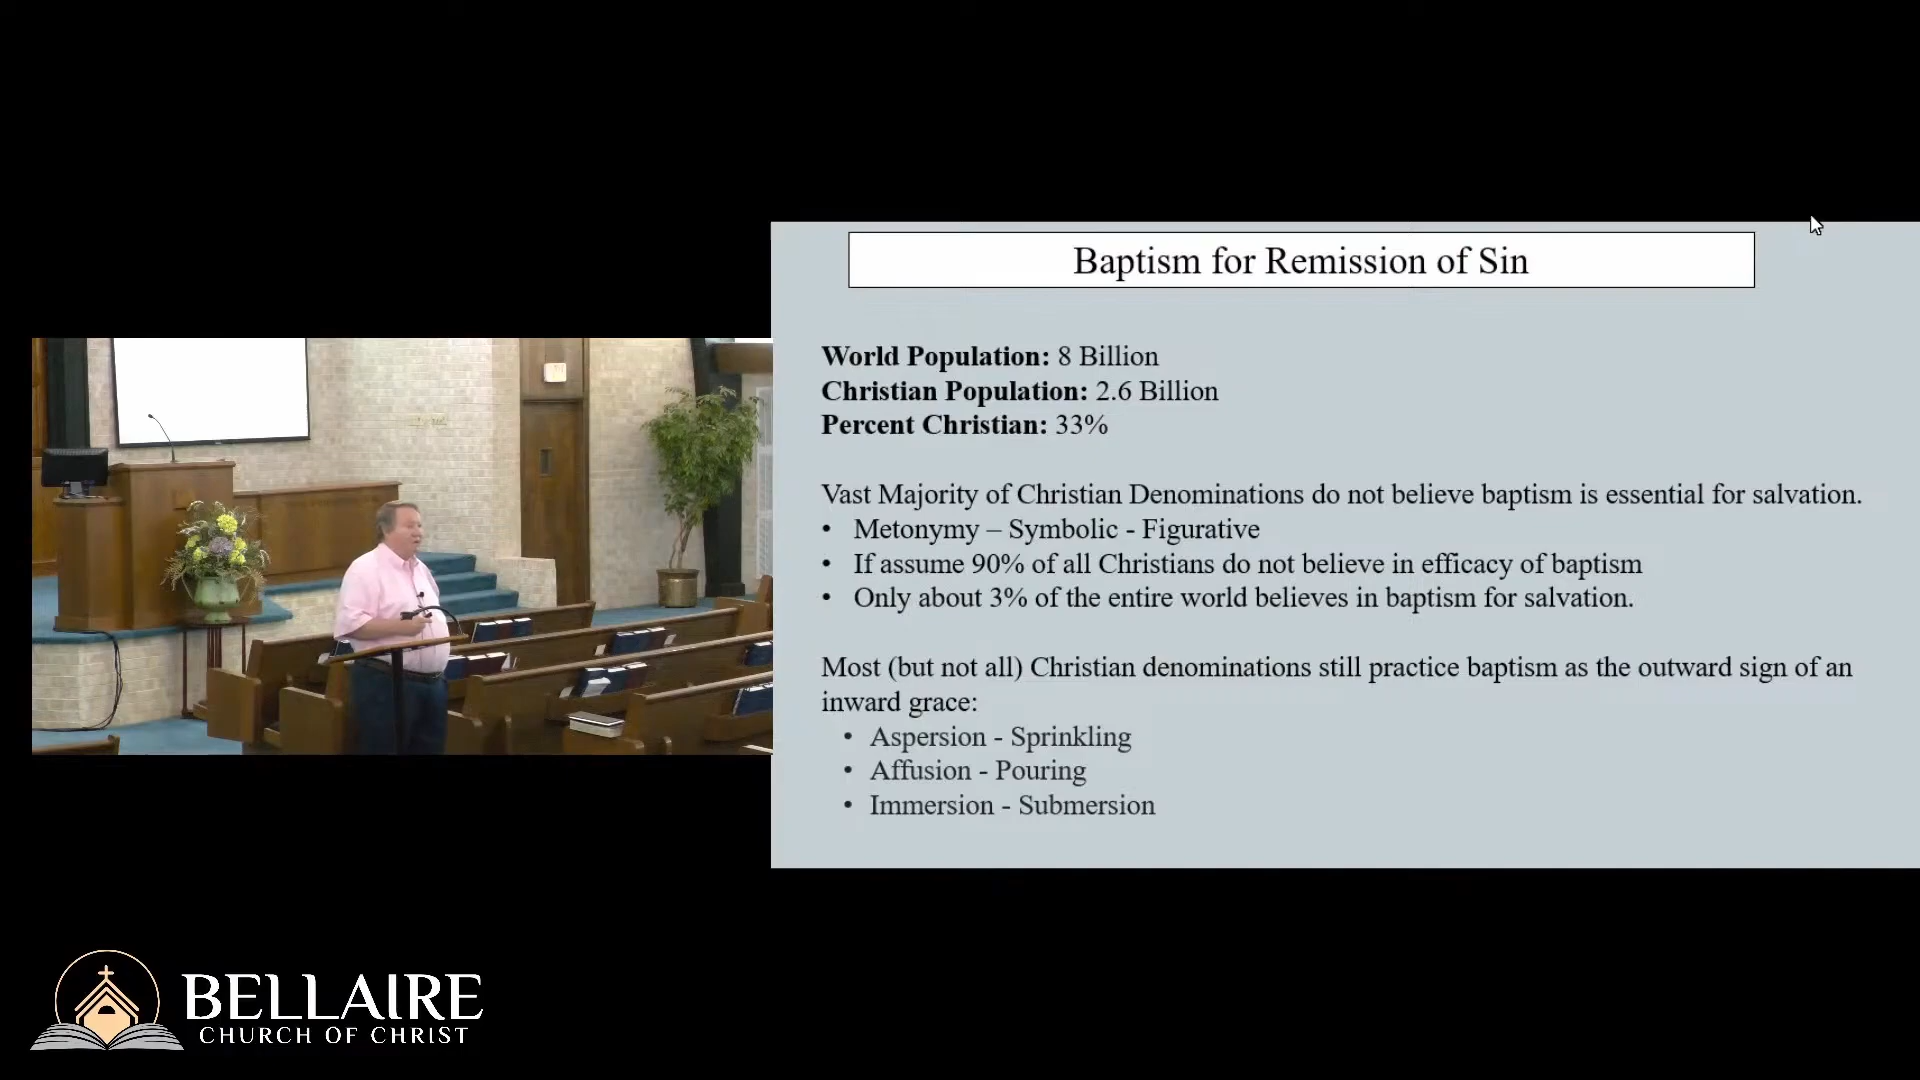 Baptism for Remission of Sin
World Population: 8 Billion
Christian Population: 2.6 Billion
Percent Christian: 33%
Vast Majority of Christian Denominations do not believe baptism is essential for salvation.
• Metonymy – Symbolic - Figurative
• If assume 90% of all Christians do not believe in efficacy of baptism
• Only about 3% of the entire world believes in baptism for salvation.
Most (but not all) Christian denominations still practice baptism as the outward sign of an
inward grace:
• Aspersion - Sprinkling
• Affusion - Pouring
• Immersion - Submersion
BELLAIRE
CHURCH OF CHRIST